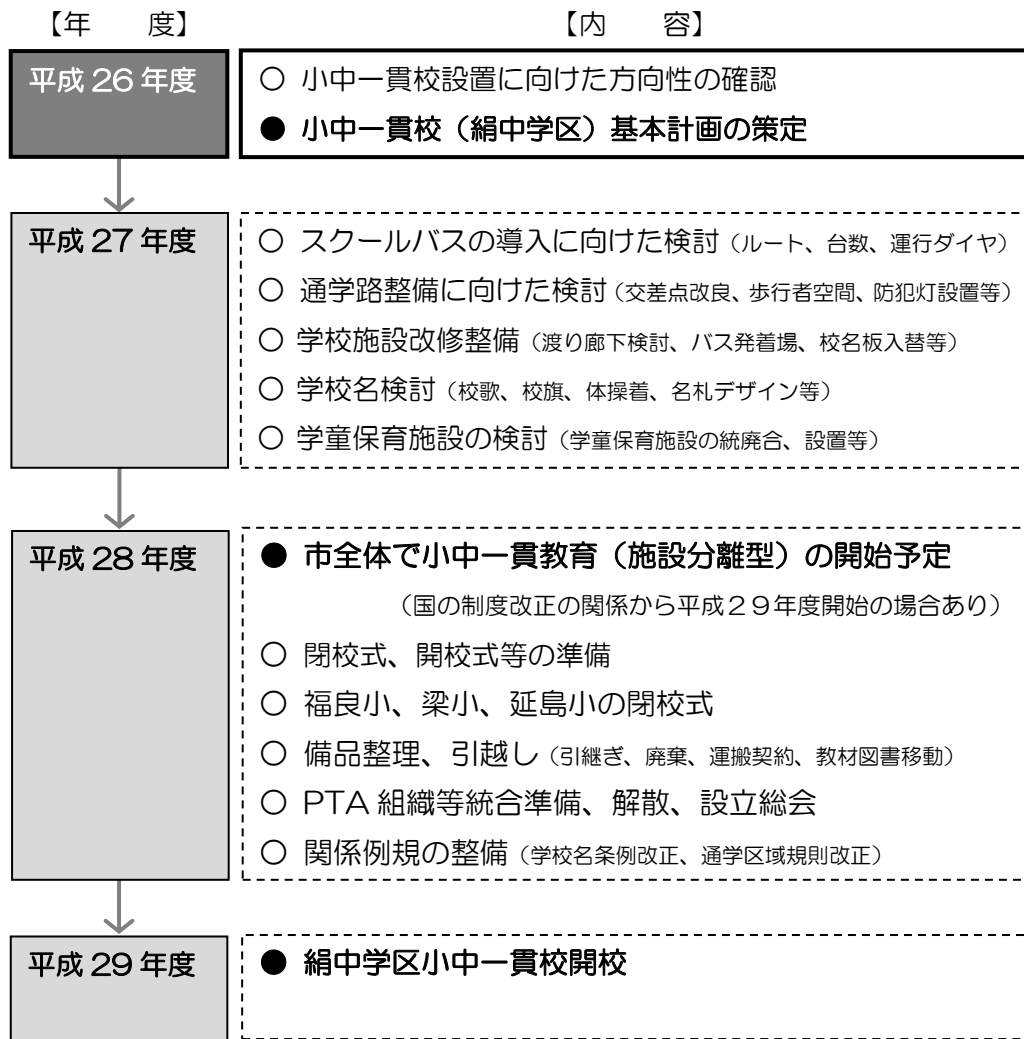 【年　　度】　【内　　容】
平成 26 年度
○ 小中一貫校設置に向けた方向性の確認
● 小中一貫校（絹中学区）基本計画の策定
平成 27 年度
○ スクールバスの導入に向けた検討（ルート、台数、運行ダイヤ）
○ 通学路整備に向けた検討（交差点改良、歩行者空間、防犯灯設置等）
○ 学校施設改修整備（渡り廊下検討、バス発着場、校名板入替等）
○ 学校名検討（校歌、校旗、体操着、名札デザイン等）
○ 学童保育施設の検討（学童保育施設の統廃合、設置等）
平成 28 年度
● 市全体で小中一貫教育（施設分離型）の開始予定
（国の制度改正の関係から平成２９年度開始の場合あり）
○ 閉校式、開校式等の準備
○ 福良小、梁小、延島小の閉校式
○ 備品整理、引越し（引継ぎ、廃棄、運搬契約、教材図書移動）
○ PTA 組織等統合準備、解散、設立総会
○ 関係例規の整備（学校名条例改正、通学区域規則改正）
平成 29 年度
● 絹中学区小中一貫校開校